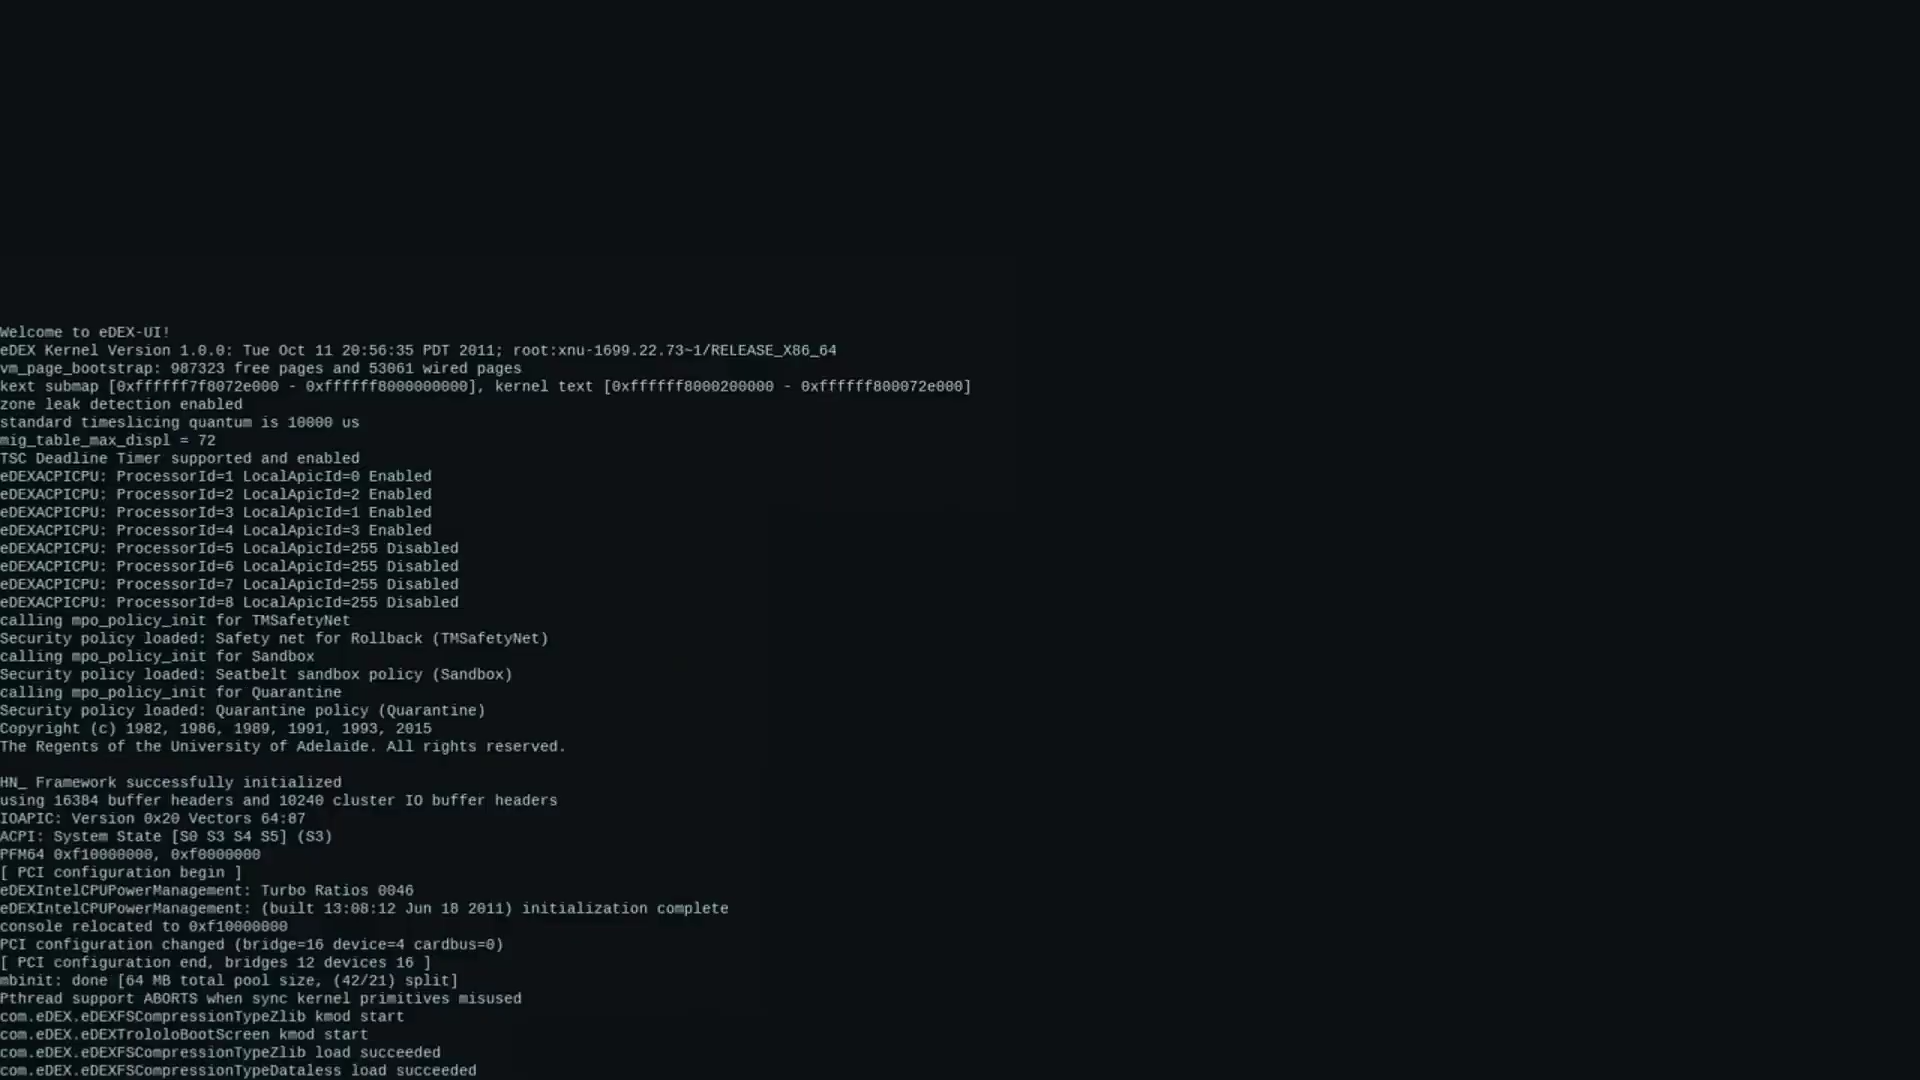 Welcome to eDEX-UI!
eDEX Kernel Version 1.0.0: Tue Oct 11 20:56:35 PDT 2011; root:xnu-1699.22.73~1/RELEASE_X86_64
vm_page_bootstrap: 987323 free pages and 53061 wired pages
kext submap [0xffffff7f8072e000 - 0xffffff8000000000], kernel text [0xffffff8000200000 - 0xffffff800072e000]
zone leak detection enabled
standard timeslicing quantum is 10000 us
mig_table_max_displ = 72
TSC Deadline Timer supported and enabled
eDEXACPICPU: ProcessorId=1 LocalApicId=0 Enabled
eDEXACPICPU: ProcessorId=2 LocalApicId=2 Enabled
eDEXACPICPU: ProcessorId=3 LocalApicId=1 Enabled
eDEXACPICPU: ProcessorId=4 LocalApicId=3 Enabled
eDEXACPICPU: ProcessorId=5 LocalApicId=255 Disabled
eDEXACPICPU: ProcessorId=6 LocalApicId=255 Disabled
eDEXACPICPU: ProcessorId=7 LocalApicId=255 Disabled
eDEXACPICPU: ProcessorId=8 LocalApicId=255 Disabled
calling mpo_policy_init for TMSafetyNet
Security policy loaded: Safety net for Rollback (TMSafetyNet)
calling mpo_policy_init for Sandbox
Security policy loaded: Seatbelt sandbox policy (Sandbox)
calling mpo_policy_init for Quarantine
Security policy loaded: Quarantine policy (Quarantine)
Copyright (c) 1982, 1986, 1989, 1991, 1993, 2015
The Regents of the University of Adelaide. All rights reserved.
HN_ Framework successfully initialized
using 16384 buffer headers and 10240 cluster IO buffer headers
IOAPIC: Version 0x20 Vectors 64:87
ACPI: System State [S0 S3 S4 S5] (S3)
PFM64 0xf10000000, 0xf0000000
[ PCI configuration begin ]
eDEXIntelCPUPowerManagement: Turbo Ratios 0046
eDEXIntelCPUPowerManagement: (built 13:08:12 Jun 18 2011) initialization complete
console relocated to 0xf10000000
PCI configuration changed (bridge=16 device=4 cardbus=0)
[ PCI configuration end, bridges 12 devices 16 ]
mbinit: done [64 MB total pool size, (42/21) split]
Pthread support ABORTS when sync kernel primitives misused
com.eDEX.eDEXFSCompressionTypeZlib kmod start
com.eDEX.eDEXTrololoBootScreen kmod start
com.eDEX.eDEXFSCompressionTypeZlib load succeeded
com.eDEX.eDEXFSCompressionTypeDataless load succeeded